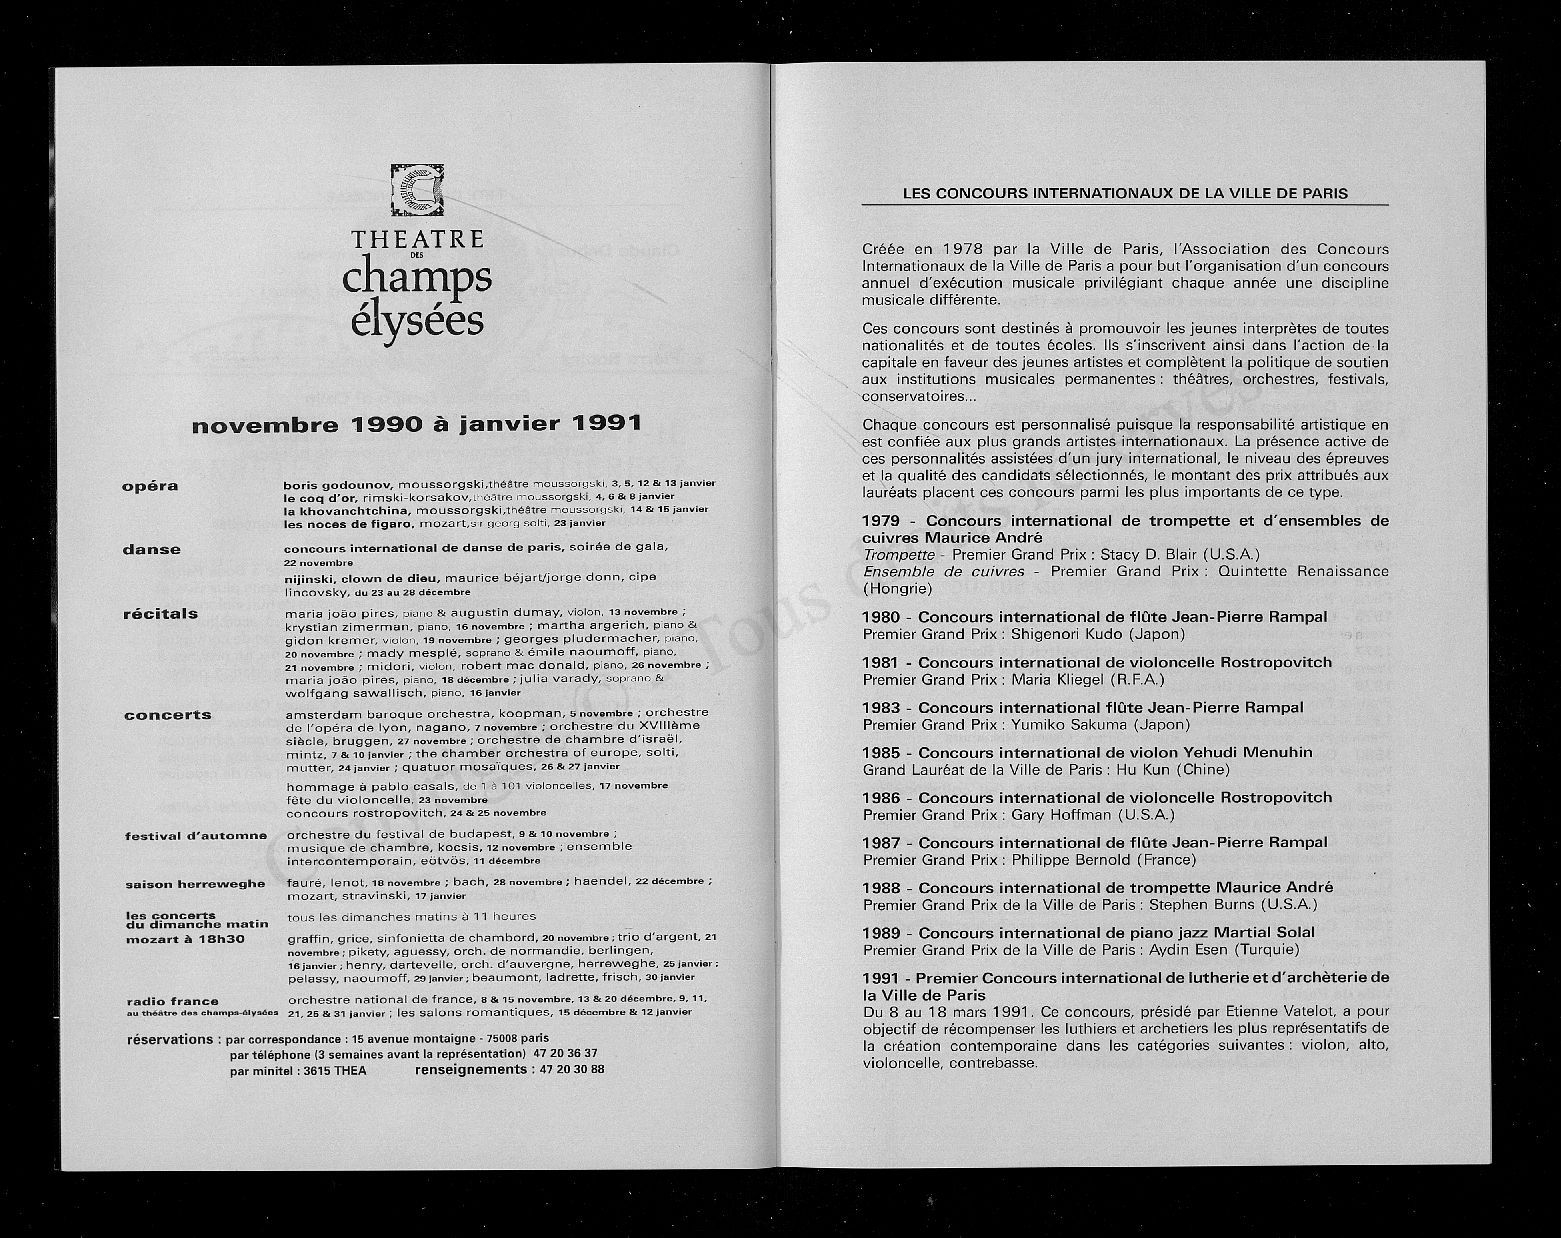 THEATRE
DES
champs
élysées
novembre 1990 à janvier 1991
opéra
boris godounov, moussorgski,théâtre moussorgski, 3, 5, 12 & 13 janvier
le coq d'or, rimski-korsakov,théâtre moussorgski, 4, 6 & 8 janvier
la khovanchtchina, moussorgski,théâtre moussorgski, 14 & 15 janvier
les noces de figaro, mozart,sir georg solti, 23 janvier
danse
concours international de danse de paris, soirée de gala,
22 novembre
nijinski, clown de dieu, maurice béjart/jorge donn, cipe
lincovsky, du 23 au 28 décembre
récitals
maria joão pires, piano & augustin dumay, violon, 13 novembre ;
krystian zimerman, piano, 16 novembre ; martha argerich, piano &
gidon kremer, violon, 19 novembre ; georges pludermacher, piano,
20 novembre ; mady mesplé, soprano & émile naoumoff, piano,
21 novembre ; midori, violon, robert mac donald, piano, 26 novembre ;
maria joão pires, piano, 18 décembre ; julia varady, soprano &
wolfgang sawallisch, piano, 16 janvier
concerts
amsterdam baroque orchestra, koopman, 5 novembre ; orchestre
de l'opéra de lyon, nagano, 7 novembre ; orchestre du XVIIIème
siècle, bruggen, 27 novembre ; orchestre de chambre d'israël,
mintz, 7 & 10 janvier ; the chamber orchestra of europe, solti,
mutter, 24 janvier ; quatuor mosaïques, 26 & 27 janvier
hommage à pablo casals, de 1 à 101 violoncelles, 17 novembre
fête du violoncelle, 23 novembre
concours rostropovitch, 24 & 25 novembre
festival d'automne
orchestre du festival de budapest, 9 & 10 novembre ;
musique de chambre, kocsis, 12 novembre ; ensemble
intercontemporain, eötvös, 11 décembre
saison herreweghe
fauré, lenot, 18 novembre ; bach, 28 novembre ; haendel, 22 décembre ;
mozart, stravinski, 17 janvier
les concerts
du dimanche matin
tous les dimanches matins à 11 heures
mozart à 18h30
graffin, grice, sinfonietta de chambord, 20 novembre ; trio d'argent, 21
novembre ; pikety, aguessy, orch. de normandie, berlingen,
16 janvier ; henry, dartevelle, orch. d'auvergne, herreweghe, 25 janvier ;
pelassy, naoumoff, 29 janvier ; beaumont, ladrette, frisch, 30 janvier
radio france
au théâtre des champs-élysées
orchestre national de france, 8 & 15 novembre, 13 & 20 décembre, 9, 11,
21, 25 & 31 janvier ; les salons romantiques, 15 décembre & 12 janvier
réservations : par correspondance : 15 avenue montaigne - 75008 paris
par téléphone (3 semaines avant la représentation) 47 20 36 37
par minitel : 3615 THEA renseignements : 47 20 30 88
LES CONCOURS INTERNATIONAUX DE LA VILLE DE PARIS
Créée en 1978 par la Ville de Paris, l'Association des Concours
Internationaux de la Ville de Paris a pour but l'organisation d'un concours
annuel d'exécution musicale privilégiant chaque année une discipline
musicale différente.
Ces concours sont destinés à promouvoir les jeunes interprètes de toutes
nationalités et de toutes écoles. Ils s'inscrivent ainsi dans l'action de la
capitale en faveur des jeunes artistes et complètent la politique de soutien
aux institutions musicales permanentes : théâtres, orchestres, festivals,
conservatoires...
Chaque concours est personnalisé puisque la responsabilité artistique en
est confiée aux plus grands artistes internationaux. La présence active de
ces personnalités assistées d'un jury international, le niveau des épreuves
et la qualité des candidats sélectionnés, le montant des prix attribués aux
lauréats placent ces concours parmi les plus importants de ce type.
1979 - Concours international de trompette et d'ensembles de
cuivres Maurice André
Trompette - Premier Grand Prix : Stacy D. Blair (U.S.A.)
Ensemble de cuivres - Premier Grand Prix : Quintette Renaissance
(Hongrie)
1980 - Concours international de flûte Jean-Pierre Rampal
Premier Grand Prix : Shigenori Kudo (Japon)
1981 - Concours international de violoncelle Rostropovitch
Premier Grand Prix : Maria Kliegel (R.F.A.)
1983 - Concours international flûte Jean-Pierre Rampal
Premier Grand Prix : Yumiko Sakuma (Japon)
1985 - Concours international de violon Yehudi Menuhin
Grand Lauréat de la Ville de Paris : Hu Kun (Chine)
1986 - Concours international de violoncelle Rostropovitch
Premier Grand Prix : Gary Hoffman (U.S.A.)
1987 - Concours international de flûte Jean-Pierre Rampal
Premier Grand Prix : Philippe Bernold (France)
1988 - Concours international de trompette Maurice André
Premier Grand Prix de la Ville de Paris : Stephen Burns (U.S.A.)
1989 - Concours international de piano jazz Martial Solal
Premier Grand Prix de la Ville de Paris : Aydin Esen (Turquie)
1991 - Premier Concours international de lutherie et d'archèterie de
la Ville de Paris
Du 8 au 18 mars 1991. Ce concours, présidé par Etienne Vatelot, a pour
objectif de récompenser les luthiers et archetiers les plus représentatifs de
la création contemporaine dans les catégories suivantes : violon, alto,
violoncelle, contrebasse.